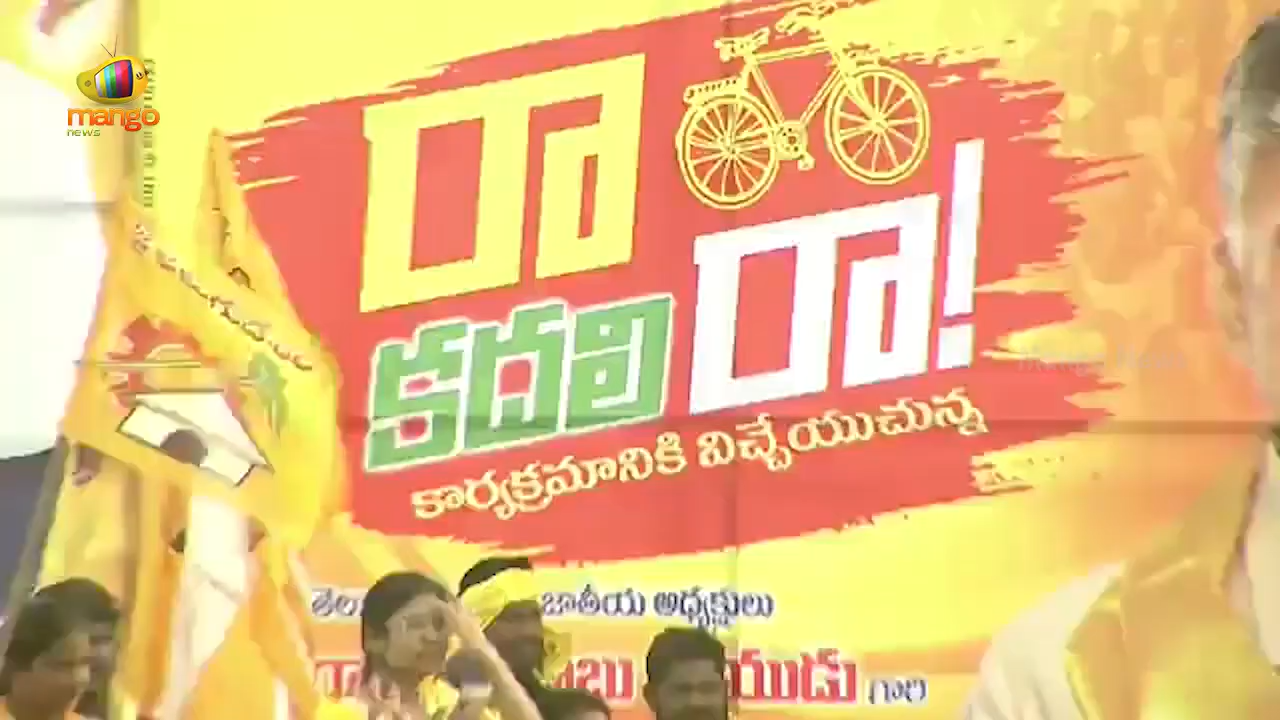 mango
news
రా
కదలి రా!
కార్యక్రమానికి విచ్చేయుచున్న
జాతీయ అధ్యక్షులు
గారి